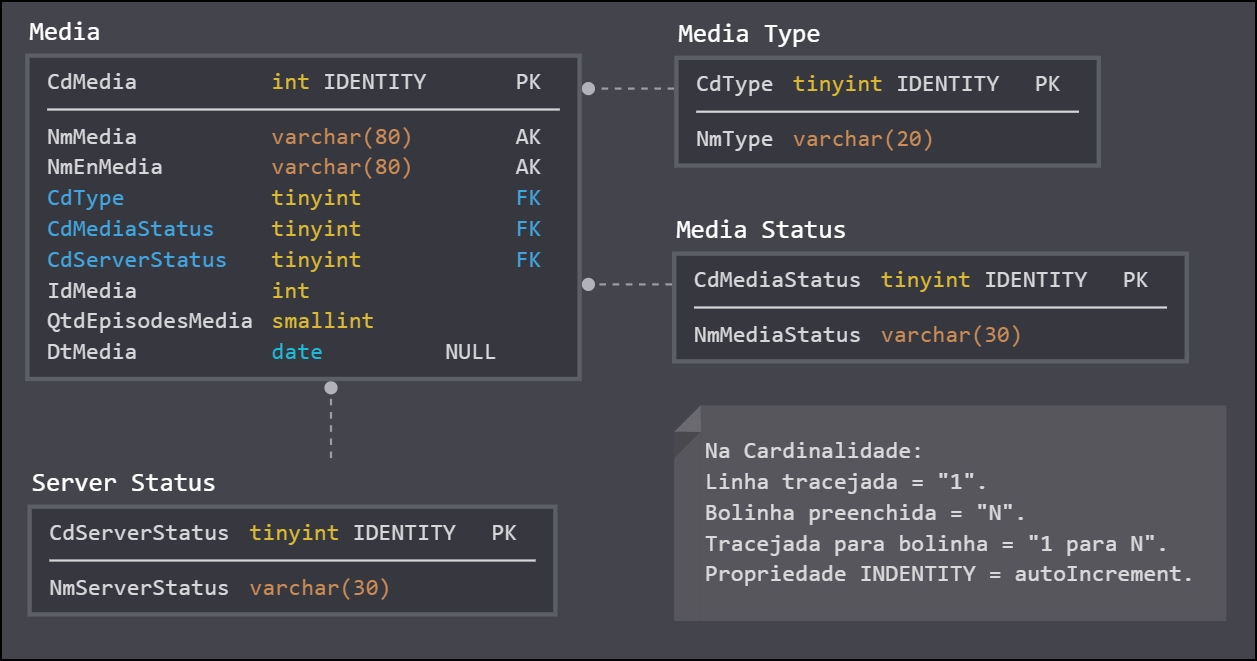 Media
CdMedia int IDENTITY PK
NmMedia varchar(80) AK
NmEnMedia varchar(80) AK
CdType tinyint FK
CdMediaStatus tinyint FK
CdServerStatus tinyint FK
IdMedia int
QtdEpisodesMedia smallint
DtMedia date NULL
Media Type
CdType tinyint IDENTITY PK
NmType varchar(20)
Media Status
CdMediaStatus tinyint IDENTITY PK
NmMediaStatus varchar(30)
Server Status
CdServerStatus tinyint IDENTITY PK
NmServerStatus varchar(30)
Na Cardinalidade:
Linha tracejada = "1".
Bolinha preenchida = "N".
Tracejada para bolinha = "1 para N".
Propriedade INDENTITY = autoIncrement.